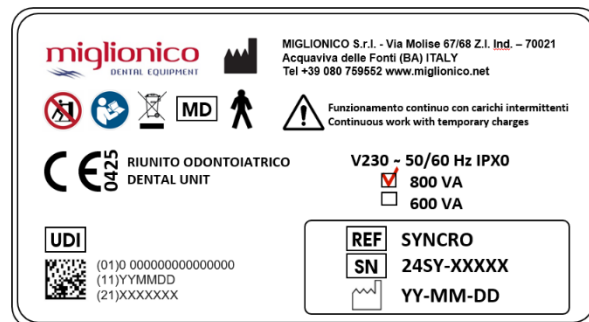 miglionico
DENTAL EQUIPMENT
MIGLIONICO S.r.l. - Via Molise 67/68 Z.I. Ind. – 70021
Acquaviva delle Fonti (BA) ITALY
Tel +39 080 759552 www.miglionico.net
MD
Funzionamento continuo con carichi intermittenti
Continuous work with temporary charges
CE 0425
RIUNITO ODONTOIATRICO
DENTAL UNIT
V230 ~ 50/60 Hz IPX0
800 VA
600 VA
UDI
(01)0 00000000000000
(11)YYMMDD
(21)XXXXXXX
REF SYNCRO
SN 24SY-XXXXX
YY-MM-DD